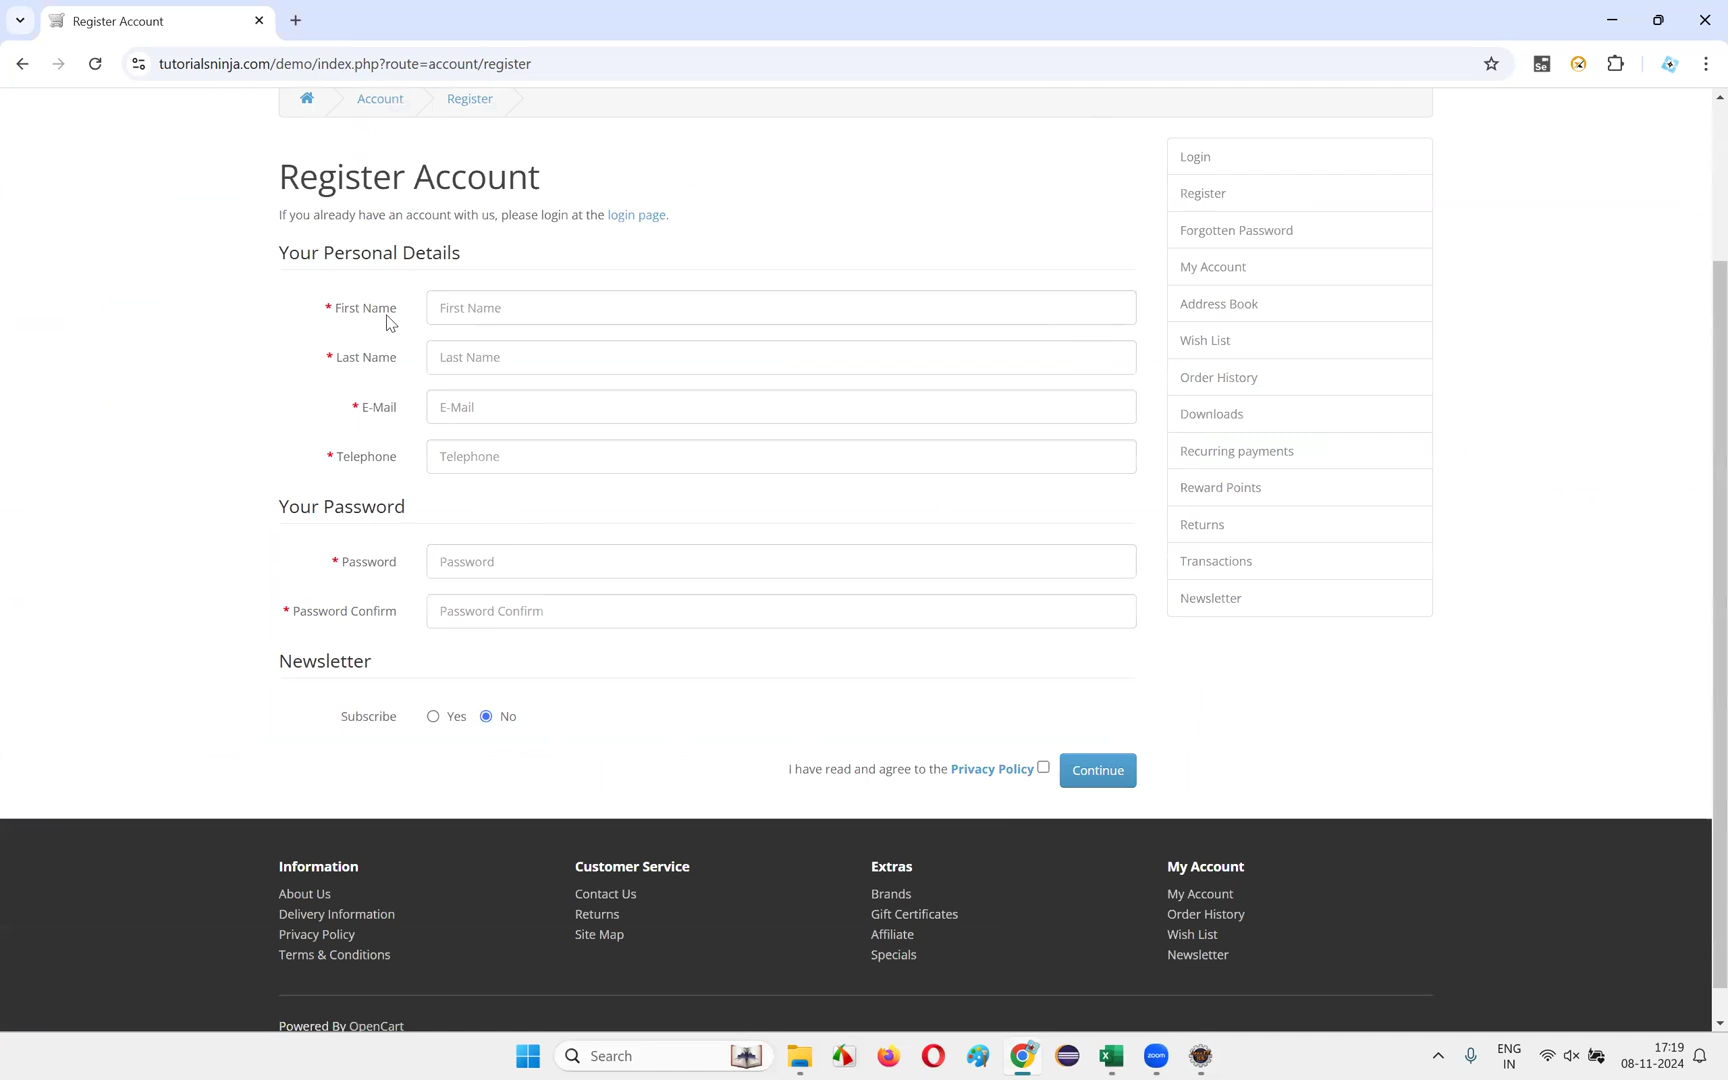 Register Account
tutorialsninja.com/demo/index.php?route=account/register
Se
Account
Register
Register Account
If you already have an account with us, please login at the login page.
Your Personal Details
* First Name
First Name
* Last Name
Last Name
* E-Mail
E-Mail
* Telephone
Telephone
Your Password
* Password
Password
* Password Confirm
Password Confirm
Newsletter
Subscribe Yes No
I have read and agree to the Privacy Policy
Continue
Login
Register
Forgotten Password
My Account
Address Book
Wish List
Order History
Downloads
Recurring payments
Reward Points
Returns
Transactions
Newsletter
Information
About Us
Delivery Information
Privacy Policy
Terms & Conditions
Customer Service
Contact Us
Returns
Site Map
Extras
Brands
Gift Certificates
Affiliate
Specials
My Account
My Account
Order History
Wish List
Newsletter
Powered By OpenCart
Search
zoom
ENG
IN
17:19
08-11-2024